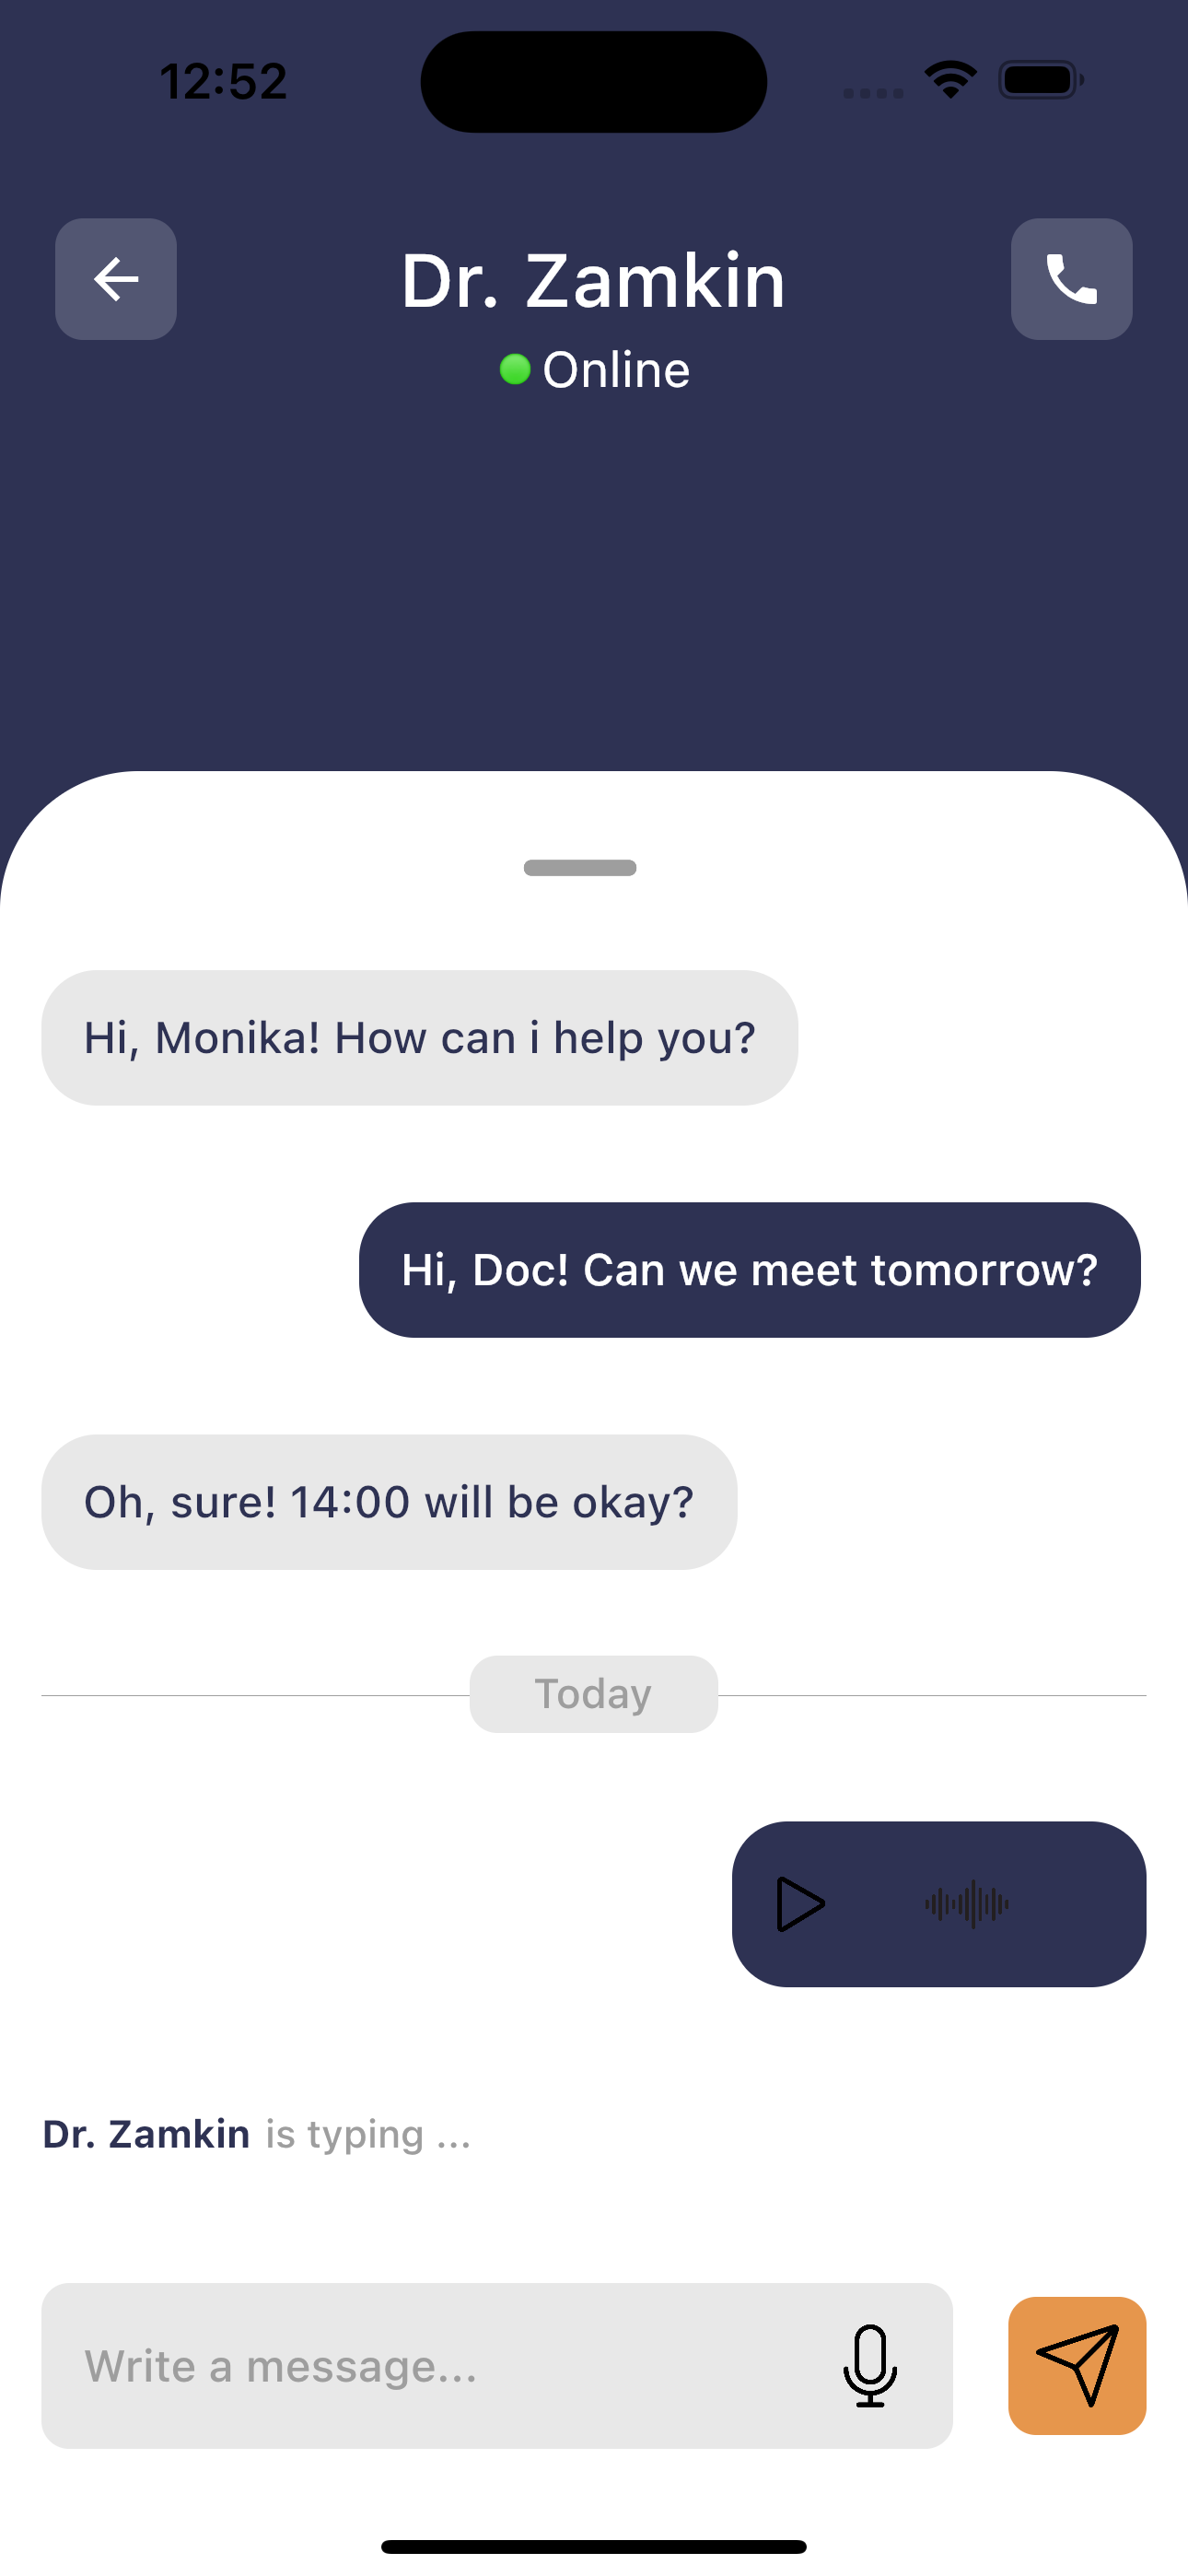 12:52
Dr. Zamkin
Online
Hi, Monika! How can i help you?
Hi, Doc! Can we meet tomorrow?
Oh, sure! 14:00 will be okay?
Today
Dr. Zamkin is typing ...
Write a message...